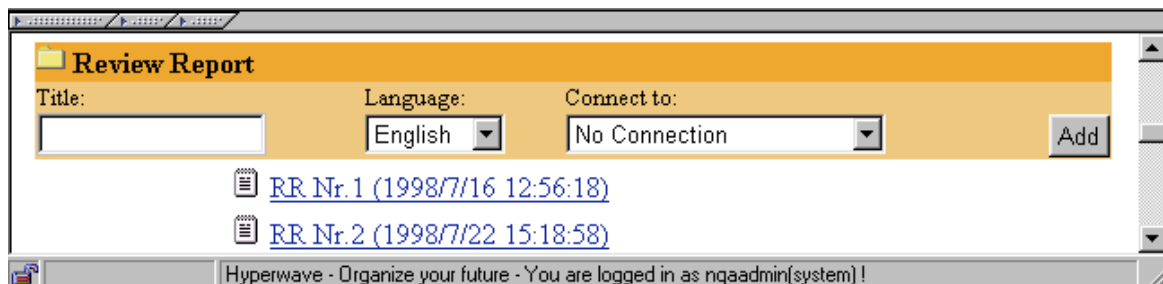 Review Report
Title: Language: Connect to:
English No Connection Add
RR Nr.1 (1998/7/16 12:56:18)
RR Nr.2 (1998/7/22 15:18:58)
Hyperwave - Organize your future - You are logged in as nqaadmin(system) !